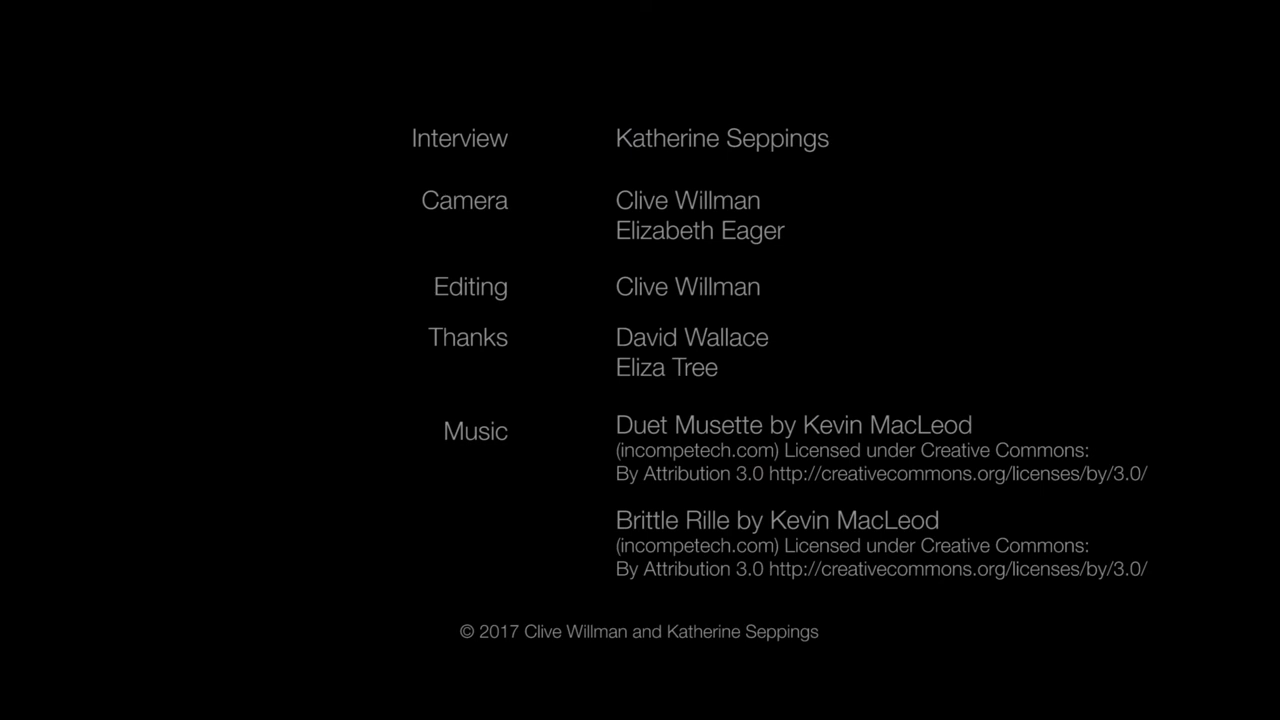 Interview Katherine Seppings
Camera Clive Willman
Elizabeth Eager
Editing Clive Willman
Thanks David Wallace
Eliza Tree
Music Duet Musette by Kevin MacLeod
(incompetech.com) Licensed under Creative Commons:
By Attribution 3.0 http://creativecommons.org/licenses/by/3.0/
Brittle Rille by Kevin MacLeod
(incompetech.com) Licensed under Creative Commons:
By Attribution 3.0 http://creativecommons.org/licenses/by/3.0/
© 2017 Clive Willman and Katherine Seppings